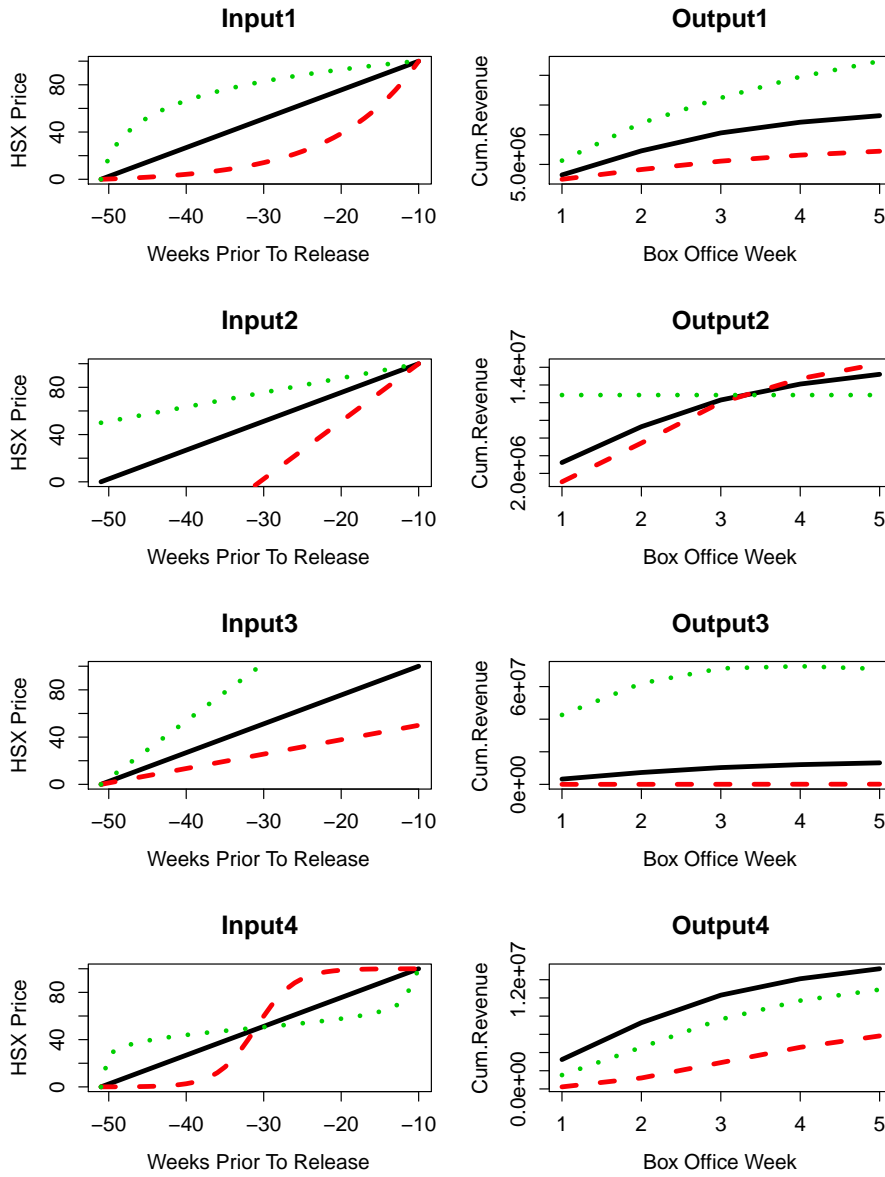 Input1
Output1
HSX Price
0 40 80
−50 −40 −30 −20 −10
Weeks Prior To Release
Cum.Revenue
5.0e+06
1 2 3 4 5
Box Office Week
Input2
Output2
HSX Price
0 40 80
−50 −40 −30 −20 −10
Weeks Prior To Release
Cum.Revenue
2.0e+06 1.4e+07
1 2 3 4 5
Box Office Week
Input3
Output3
HSX Price
0 40 80
−50 −40 −30 −20 −10
Weeks Prior To Release
Cum.Revenue
0e+00 6e+07
1 2 3 4 5
Box Office Week
Input4
Output4
HSX Price
0 40 80
−50 −40 −30 −20 −10
Weeks Prior To Release
Cum.Revenue
0.0e+00 1.2e+07
1 2 3 4 5
Box Office Week